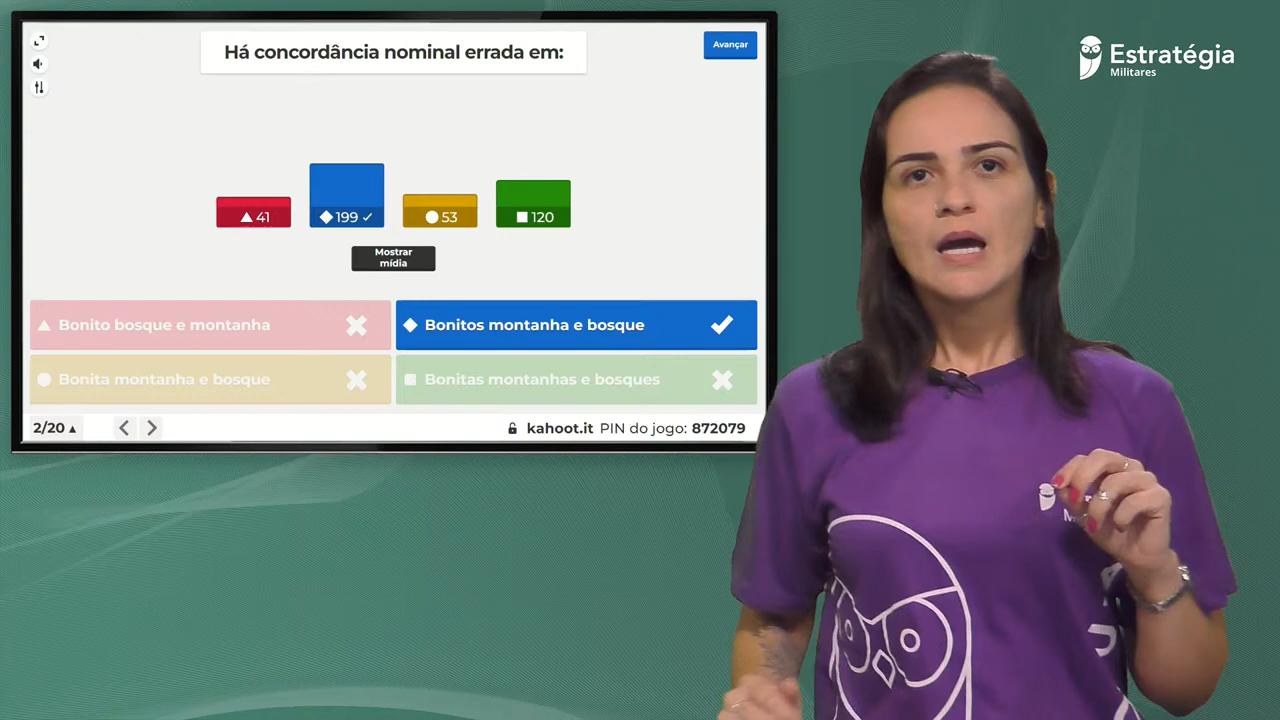 Há concordância nominal errada em:
Avançar
Estratégia
Militares
41
199
53
120
Mostrar
mídia
Bonito bosque e montanha
Bonitos montanha e bosque
Bonita montanha e bosque
Bonitas montanhas e bosques
2/20
kahoot.it PIN do jogo: 872079